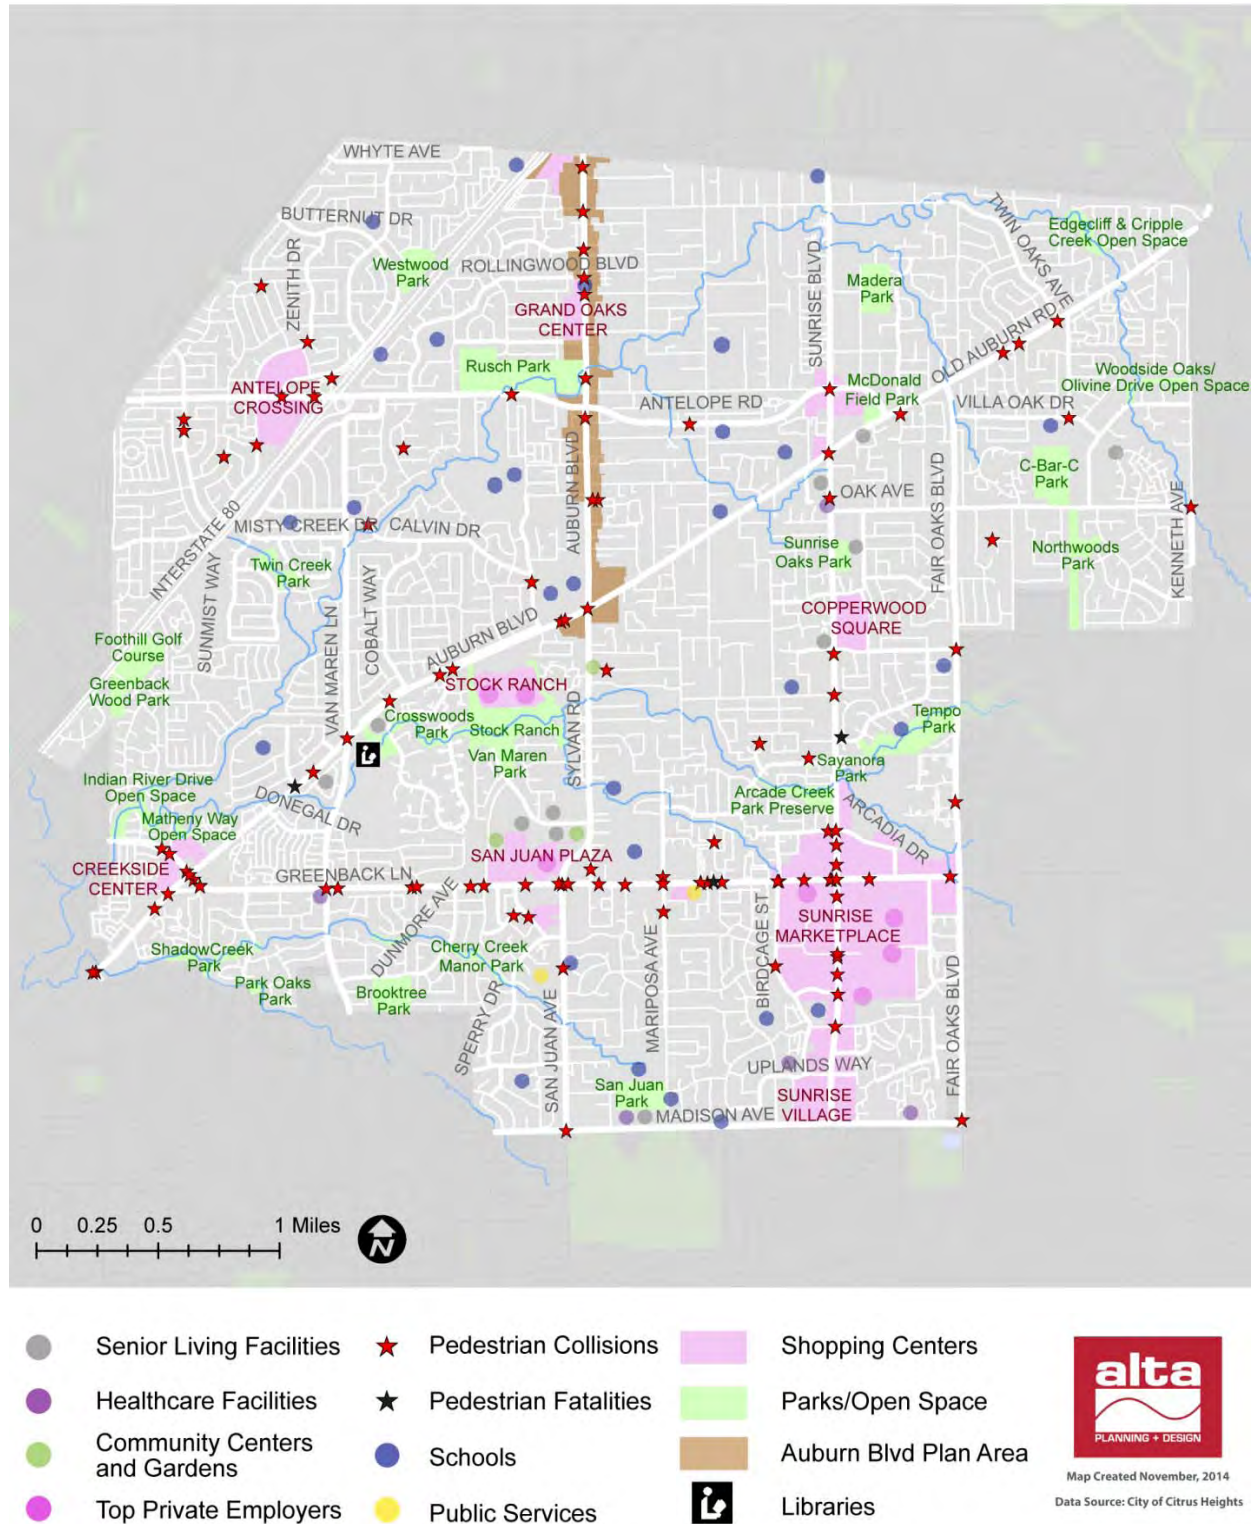 WHYTE AVE
BUTTERNUT DR
ZENITH DR
Westwood
Park
ROLLINGWOOD BLVD
GRAND OAKS
CENTER
SUNRISE BLVD
Madera
Park
TWIN OAKS AVE
Edgecliff & Cripple
Creek Open Space
OLD AUBURN RD
ANTELOPE
CROSSING
Rusch Park
ANTELOPE RD
McDonald
Field Park
VILLA OAK DR
Woodside Oaks/
Olivine Drive Open Space
AUBURN BLVD
FAIR OAKS BLVD
C-Bar-C
Park
OAK AVE
KENNETH AVE
INTERSTATE 80
MISTY CREEK DR
CALVIN DR
Twin Creek
Park
Sunrise
Oaks Park
Northwoods
Park
SUNMIST WAY
VAN MAREN LN
COBALT WAY
AUBURN BLVD
COPPERWOOD
SQUARE
Foothill Golf
Course
Greenback
Wood Park
STOCK RANCH
Crosswoods
Park
Stock Ranch
Van Maren
Park
SYLVAN RD
Tempo
Park
Sayanora
Park
Indian River Drive
Open Space
DONEGAL DR
Matheny Way
Open Space
Arcade Creek
Park Preserve
ARCADIA DR
CREEKSIDE
CENTER
GREENBACK LN
SAN JUAN PLAZA
DUNMORE AVE
SUNRISE
MARKETPLACE
BIRDCAGE ST
MARIPOSA AVE
ShadowCreek
Park
Park Oaks
Park
Brooktree
Park
Cherry Creek
Manor Park
SPERRY DR
SAN JUAN AVE
FAIR OAKS BLVD
UPLANDS WAY
San Juan
Park
SUNRISE
VILLAGE
MADISON AVE
0 0.25 0.5 1 Miles
N
Senior Living Facilities
Pedestrian Collisions
Shopping Centers
Healthcare Facilities
Pedestrian Fatalities
Parks/Open Space
Community Centers
and Gardens
Schools
Auburn Blvd Plan Area
Top Private Employers
Public Services
Libraries
alta
PLANNING + DESIGN
Map Created November, 2014
Data Source: City of Citrus Heights